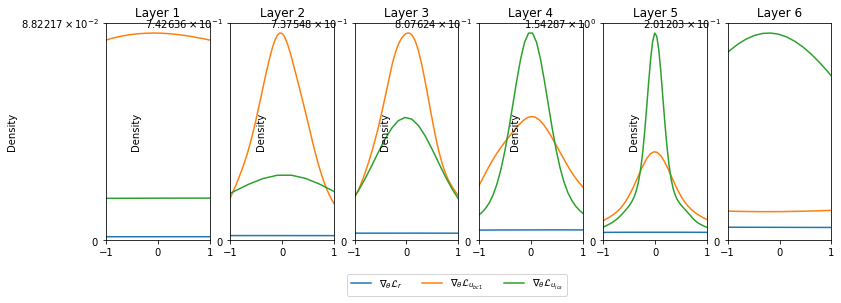 Layer 1 Layer 2 Layer 3 Layer 4 Layer 5 Layer 6
8.82217 × 10⁻² 7.42636 × 10⁻¹ 7.37548 × 10⁻¹ 8.07624 × 10⁻¹ 1.54287 × 10⁰ 2.01203 × 10⁻¹
Density Density Density Density Density Density
0 0 0 0 0 0
−1 0 1 −1 0 1 −1 0 1 −1 0 1 −1 0 1 −1 0 1
∇θℒr ∇θℒu_bc1 ∇θℒu_ics